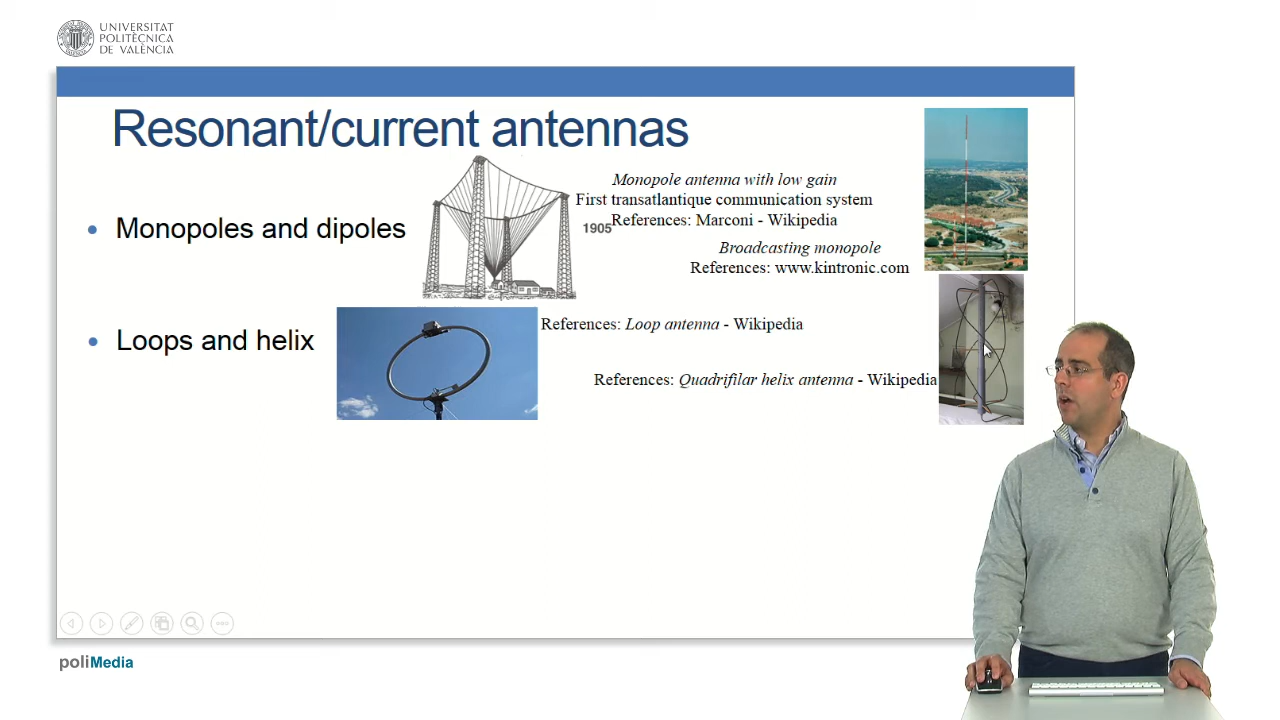 UNIVERSITAT
POLITÈCNICA
DE VALÈNCIA
Resonant/current antennas
Monopole antenna with low gain
First transatlantique communication system
References: Marconi - Wikipedia
1905
Monopoles and dipoles
Broadcasting monopole
References: www.kintronic.com
References: Loop antenna - Wikipedia
Loops and helix
References: Quadrifilar helix antenna - Wikipedia
poliMedia